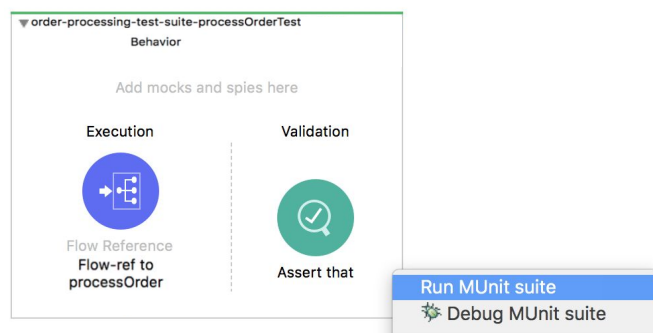 order-processing-test-suite-processOrderTest
Behavior
Add mocks and spies here
Execution
Validation
Flow Reference
Flow-ref to
processOrder
Assert that
Run MUnit suite
Debug MUnit suite